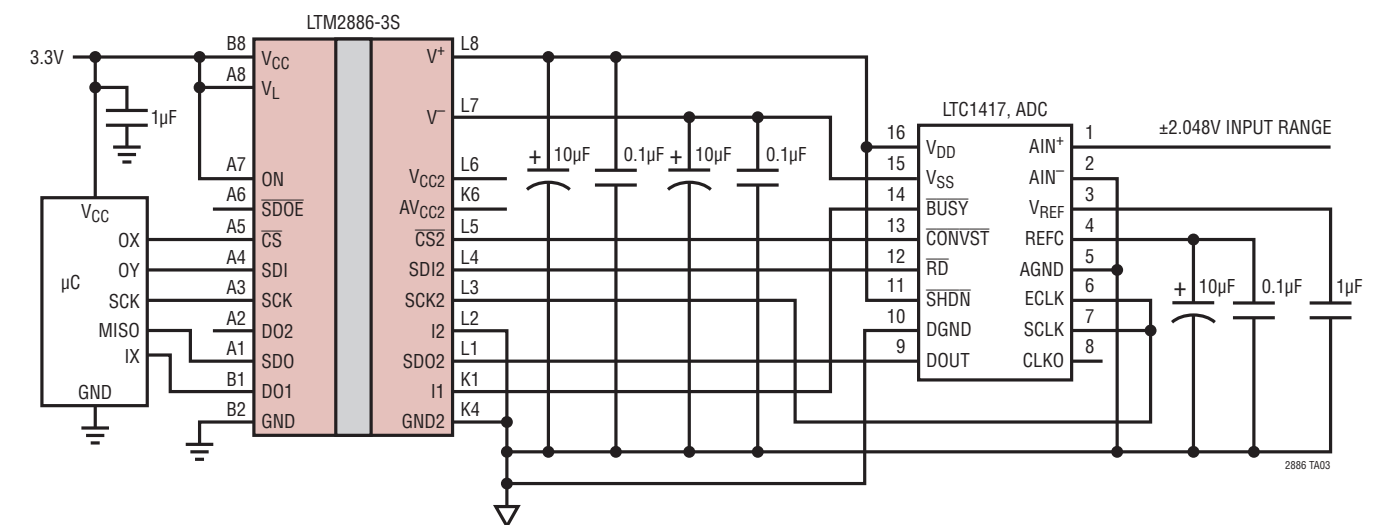 LTM2886-3S
3.3V
1µF
B8 VCC
A8 VL
A7 ON
A6 SDOE
A5 CS
A4 SDI
A3 SCK
A2 DO2
A1 SDO
B1 DO1
B2 GND
VCC
OX
OY
µC
SCK
MISO
IX
GND
V+ L8
V– L7
VCC2 L6
AVCC2 K6
CS2 L5
SDI2 L4
SCK2 L3
I2 L2
SDO2 L1
I1 K1
GND2 K4
+ 10µF
0.1µF
+ 10µF
0.1µF
LTC1417, ADC
16 VDD
15 VSS
14 BUSY
13 CONVST
12 RD
11 SHDN
10 DGND
9 DOUT
AIN+ 1
AIN– 2
VREF 3
REFC 4
AGND 5
ECLK 6
SCLK 7
CLKO 8
±2.048V INPUT RANGE
+ 10µF
0.1µF
1µF
2886 TA03